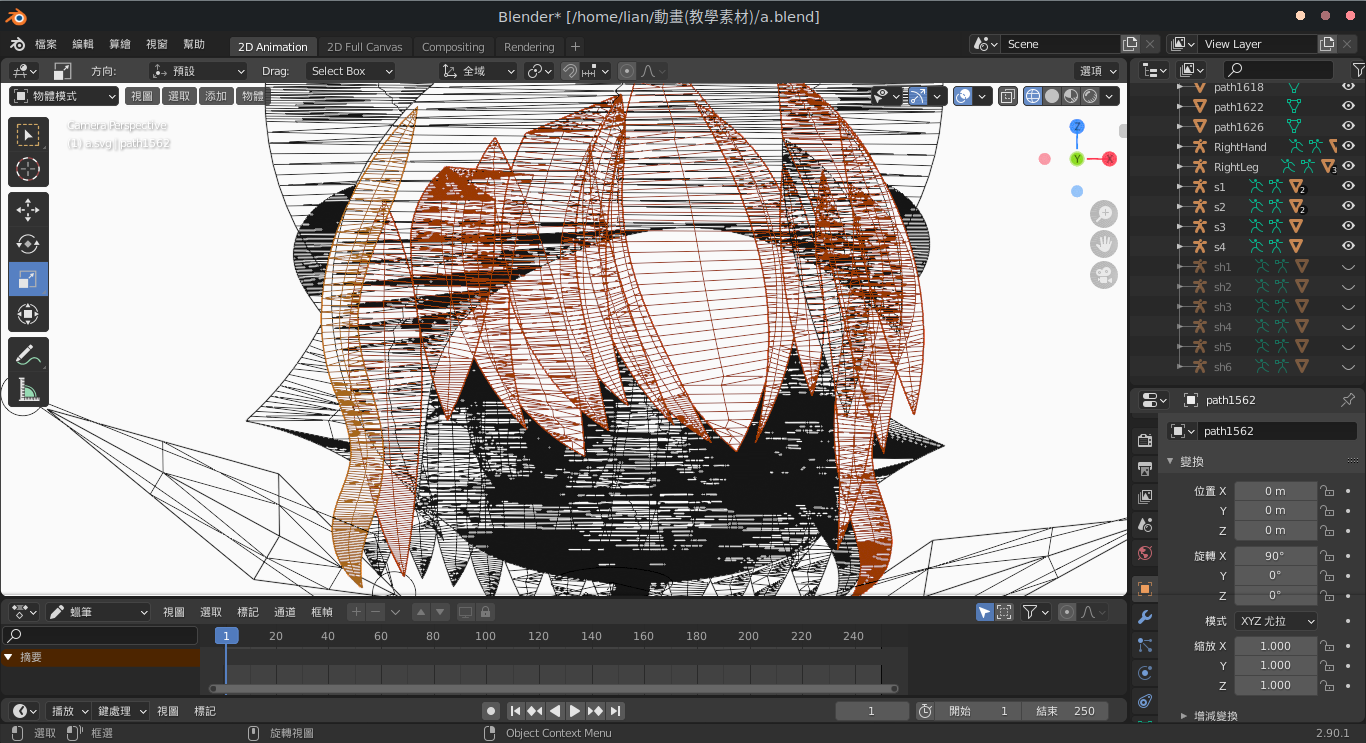 Blender* [/home/lian/動畫(教學素材)/a.blend]
檔案 編輯 算繪 視窗 幫助 2D Animation 2D Full Canvas Compositing Rendering + Scene View Layer
方向: 預設 Drag: Select Box 全域 選項
物體模式 視圖 選取 添加 物體
Camera Perspective
(1) a.svg | path1562
Z
Y
X
path1618
path1622
path1626
RightHand
RightLeg 3
s1 2
s2 2
s3
s4
sh1
sh2
sh3
sh4
sh5
sh6
path1562
path1562
變換
位置 X 0 m
Y 0 m
Z 0 m
旋轉 X 90°
Y 0°
Z 0°
模式 XYZ 尤拉
縮放 X 1.000
Y 1.000
Z 1.000
增減變換
蠟筆 視圖 選取 標記 通道 框幀
1 20 40 60 80 100 120 140 160 180 200 220 240
摘要
播放 鍵處理 視圖 標記 1 開始 1 結束 250
選取 框選 旋轉視圖 Object Context Menu 2.90.1